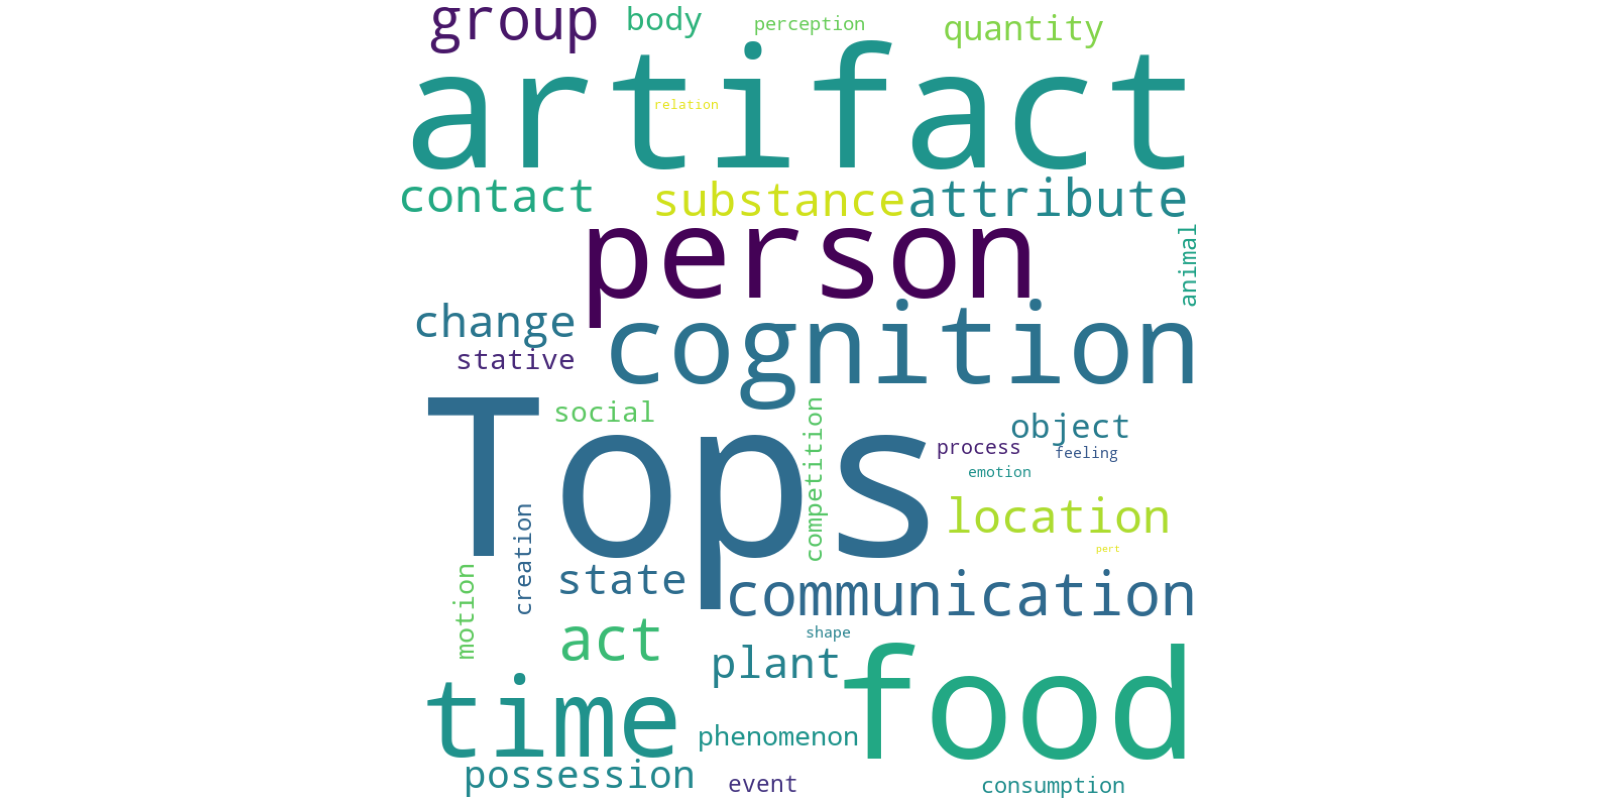 group
body
perception
quantity
artifact
relation
contact
substance
attribute
person
animal
change
cognition
stative
Tops
social
competition
object
process
feeling
emotion
creation
location
pert
motion
state
communication
act
shape
plant
time
food
phenomenon
possession
event
consumption